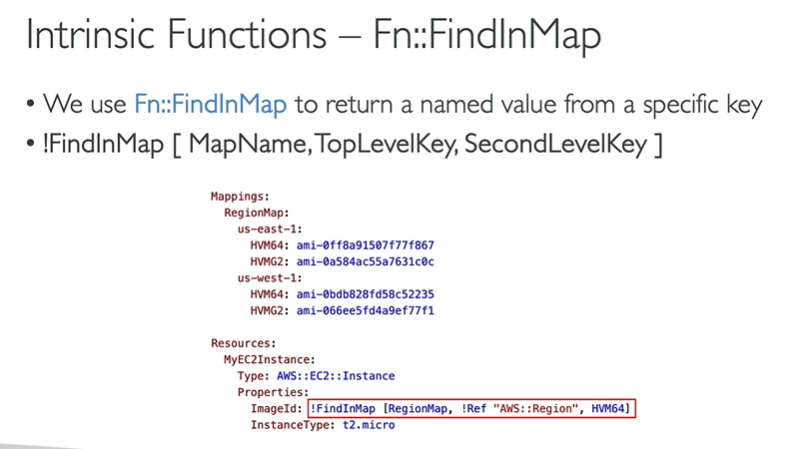 Intrinsic Functions – Fn::FindInMap
• We use Fn::FindInMap to return a named value from a specific key
• !FindInMap [ MapName, TopLevelKey, SecondLevelKey ]
Mappings:
  RegionMap:
    us-east-1:
      HVM64: ami-0ff8a91507f77f867
      HVMG2: ami-0a584ac55a7631c0c
    us-west-1:
      HVM64: ami-0bdb828fd58c52235
      HVMG2: ami-066ee5fd4a9ef77f1
Resources:
  MyEC2Instance:
    Type: AWS::EC2::Instance
    Properties:
      ImageId: !FindInMap [RegionMap, !Ref "AWS::Region", HVM64]
      InstanceType: t2.micro